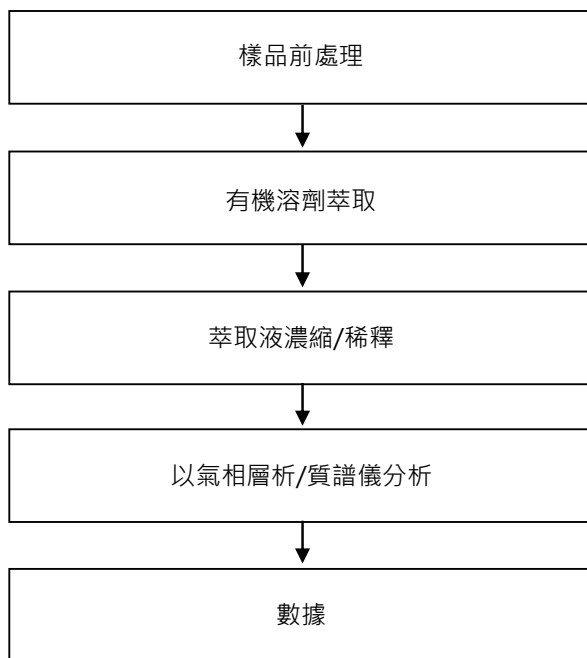 樣品前處理
有機溶劑萃取
萃取液濃縮/稀釋
以氣相層析/質譜儀分析
數據